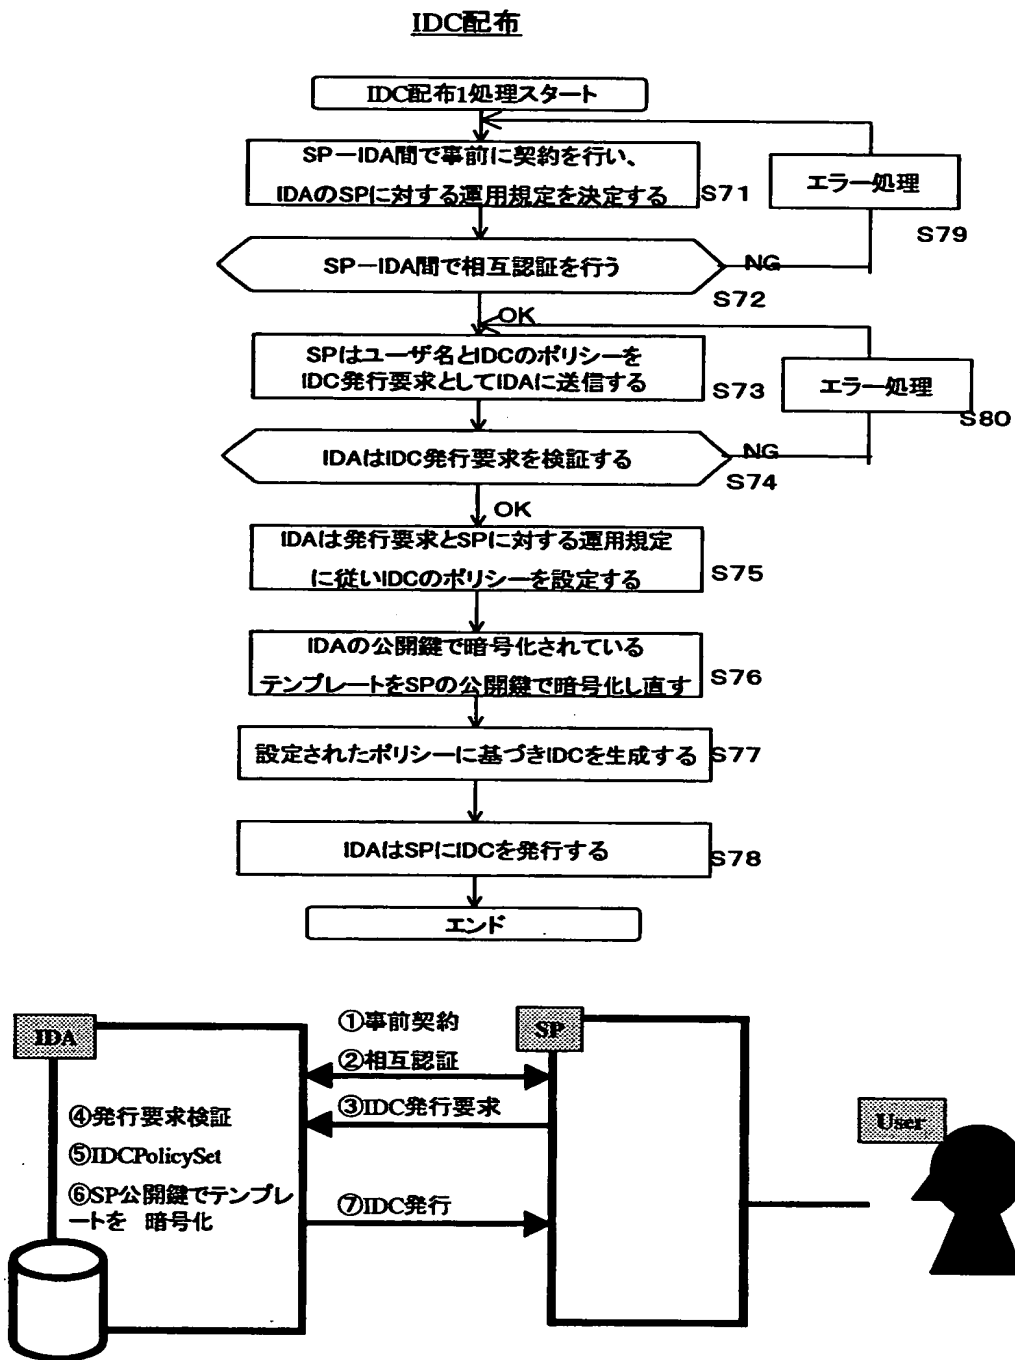 IDC配布
IDC配布1処理スタート
SP－IDA間で事前に契約を行い、
IDAのSPに対する運用規定を決定する
S71
エラー処理
S79
SP－IDA間で相互認証を行う
NG
S72
OK
SPはユーザ名とIDCのポリシーを
IDC発行要求としてIDAに送信する
S73
エラー処理
S80
IDAはIDC発行要求を検証する
NG
S74
OK
IDAは発行要求とSPに対する運用規定
に従いIDCのポリシーを設定する
S75
IDAの公開鍵で暗号化されている
テンプレートをSPの公開鍵で暗号化し直す
S76
設定されたポリシーに基づきIDCを生成する
S77
IDAはSPにIDCを発行する
S78
エンド
IDA
①事前契約
SP
②相互認証
③IDC発行要求
④発行要求検証
User
⑤IDCPolicySet
⑥SP公開鍵でテンプレ
ートを 暗号化
⑦IDC発行